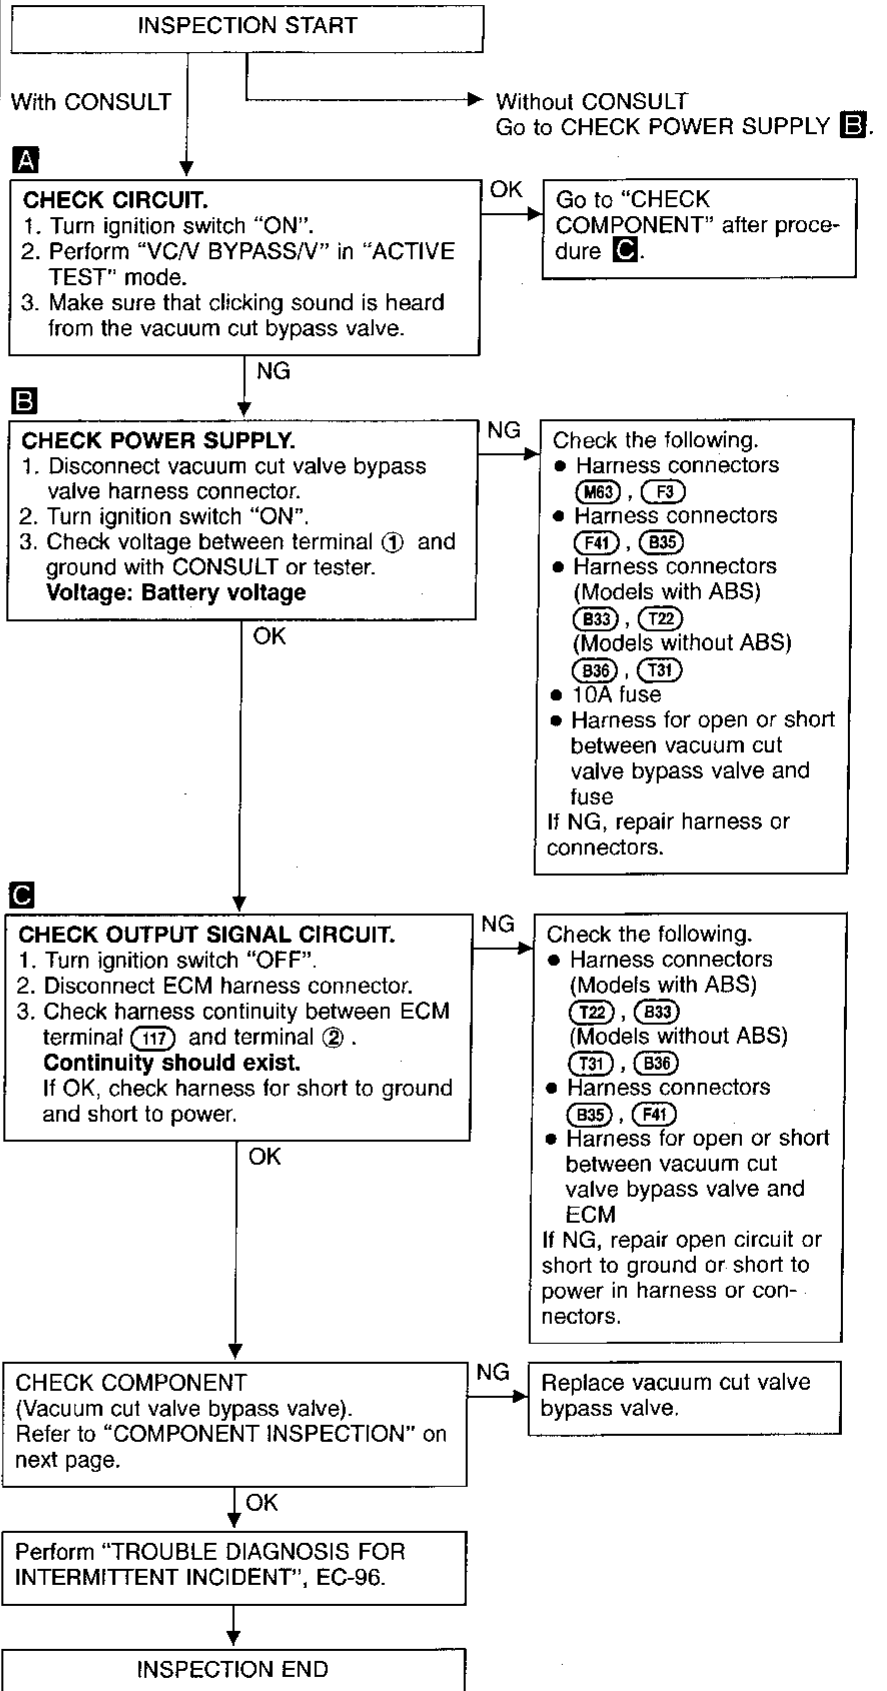 INSPECTION START
With CONSULT
Without CONSULT
Go to CHECK POWER SUPPLY B.
A
CHECK CIRCUIT.
1. Turn ignition switch “ON”.
2. Perform “VC/V BYPASS/V” in “ACTIVE
TEST” mode.
3. Make sure that clicking sound is heard
from the vacuum cut bypass valve.
OK
Go to “CHECK
COMPONENT” after proce-
dure C.
NG
B
CHECK POWER SUPPLY.
1. Disconnect vacuum cut valve bypass
valve harness connector.
2. Turn ignition switch “ON”.
3. Check voltage between terminal ① and
ground with CONSULT or tester.
Voltage: Battery voltage
NG
Check the following.
● Harness connectors
M63, F3
● Harness connectors
F41, B35
● Harness connectors
(Models with ABS)
B33, T22
(Models without ABS)
B36, T31
● 10A fuse
● Harness for open or short
between vacuum cut
valve bypass valve and
fuse
If NG, repair harness or
connectors.
OK
C
CHECK OUTPUT SIGNAL CIRCUIT.
1. Turn ignition switch “OFF”.
2. Disconnect ECM harness connector.
3. Check harness continuity between ECM
terminal 117 and terminal ②.
Continuity should exist.
If OK, check harness for short to ground
and short to power.
NG
Check the following.
● Harness connectors
(Models with ABS)
T22, B33
(Models without ABS)
T31, B36
● Harness connectors
B35, F41
● Harness for open or short
between vacuum cut
valve bypass valve and
ECM
If NG, repair open circuit or
short to ground or short to
power in harness or con-
nectors.
OK
CHECK COMPONENT
(Vacuum cut valve bypass valve).
Refer to “COMPONENT INSPECTION” on
next page.
NG
Replace vacuum cut valve
bypass valve.
OK
Perform “TROUBLE DIAGNOSIS FOR
INTERMITTENT INCIDENT”, EC-96.
INSPECTION END